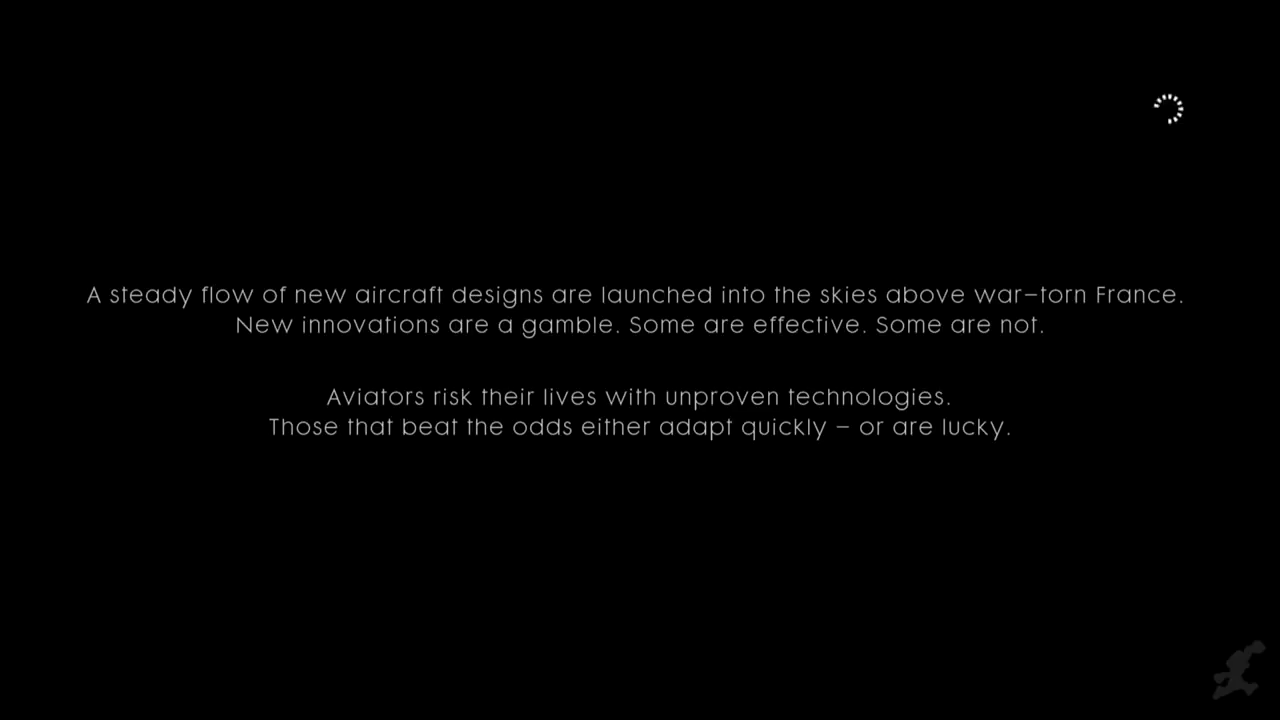 A steady flow of new aircraft designs are launched into the skies above war–torn France.
New innovations are a gamble. Some are effective. Some are not.
Aviators risk their lives with unproven technologies.
Those that beat the odds either adapt quickly – or are lucky.